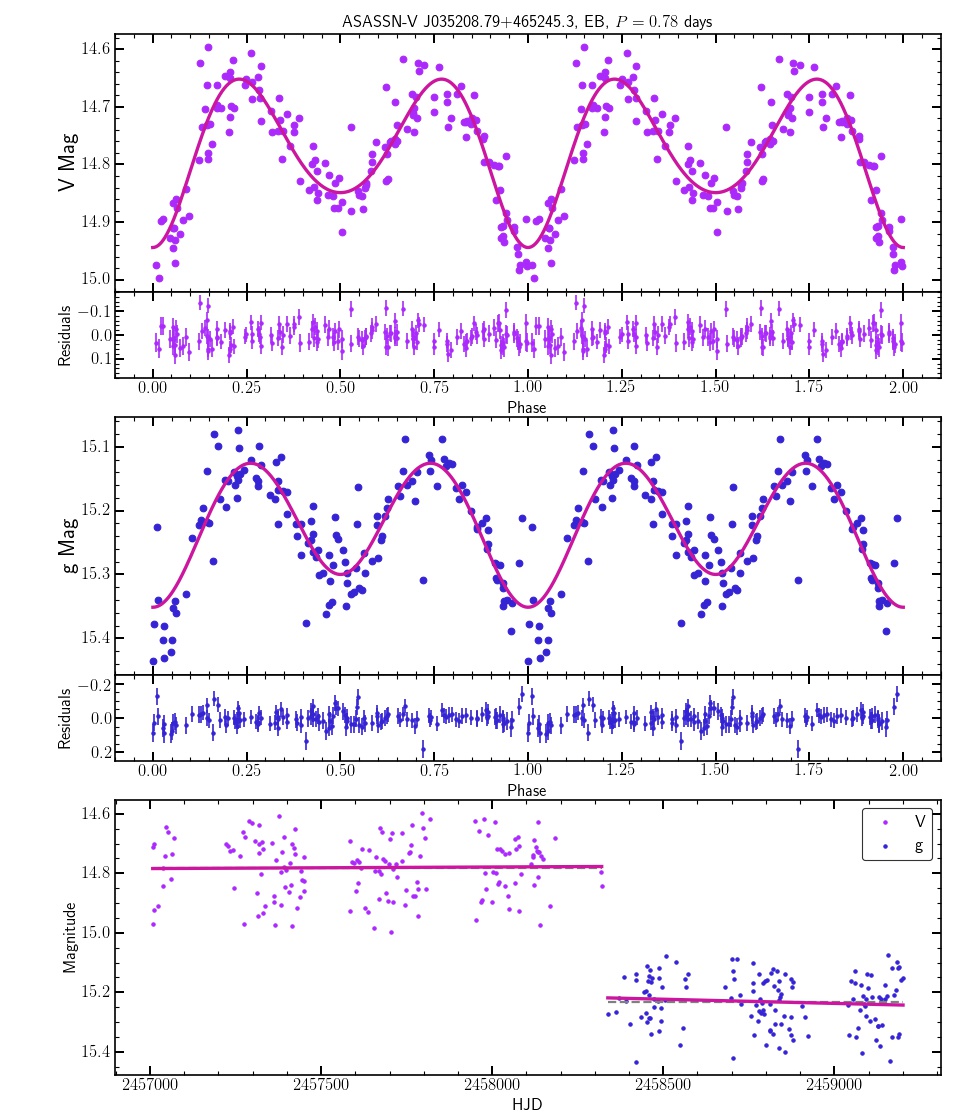 ASASSN-V J035208.79+465245.3, EB, P = 0.78 days
14.6
14.7
14.8
14.9
15.0
V Mag
−0.1
0.0
0.1
Residuals
0.00 0.25 0.50 0.75 1.00 1.25 1.50 1.75 2.00
Phase
15.1
15.2
15.3
15.4
g Mag
−0.2
0.0
0.2
Residuals
0.00 0.25 0.50 0.75 1.00 1.25 1.50 1.75 2.00
Phase
14.6
14.8
15.0
15.2
15.4
Magnitude
V
g
2457000 2457500 2458000 2458500 2459000
HJD